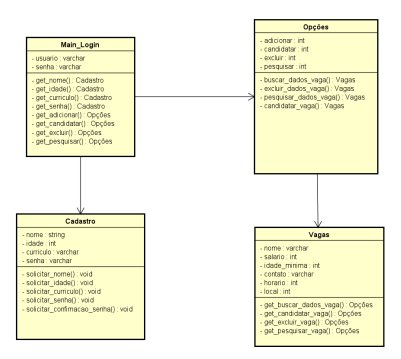 Main_Login
- usuario : varchar
- senha : varchar
- get_nome() : Cadastro
- get_idade() : Cadastro
- get_curriculo() : Cadastro
- get_senha() : Cadastro
- get_adicionar() : Opções
- get_candidatar() : Opções
- get_excluir() : Opções
- get_pesquisar() : Opções
Opções
- adicionar : int
- candidatar : int
- excluir : int
- pesquisar : int
- buscar_dados_vaga() : Vagas
- excluir_dados_vaga() : Vagas
- pesquisar_dados_vaga() : Vagas
- candidatar_vaga() : Vagas
Cadastro
- nome : string
- idade : int
- curriculo : varchar
- senha : varchar
- solicitar_nome() : void
- solicitar_idade() : void
- solicitar_curriculo() : void
- solicitar_senha() : void
- solicitar_confimacao_senha() : void
Vagas
- nome : varchar
- salario : int
- idade_minima : int
- contato : varchar
- horario : int
- local : int
- get_buscar_dados_vaga() : Opções
- get_candidatar_vaga() : Opções
- get_excluir_vaga() : Opções
- get_pesquisar_vaga() : Opções